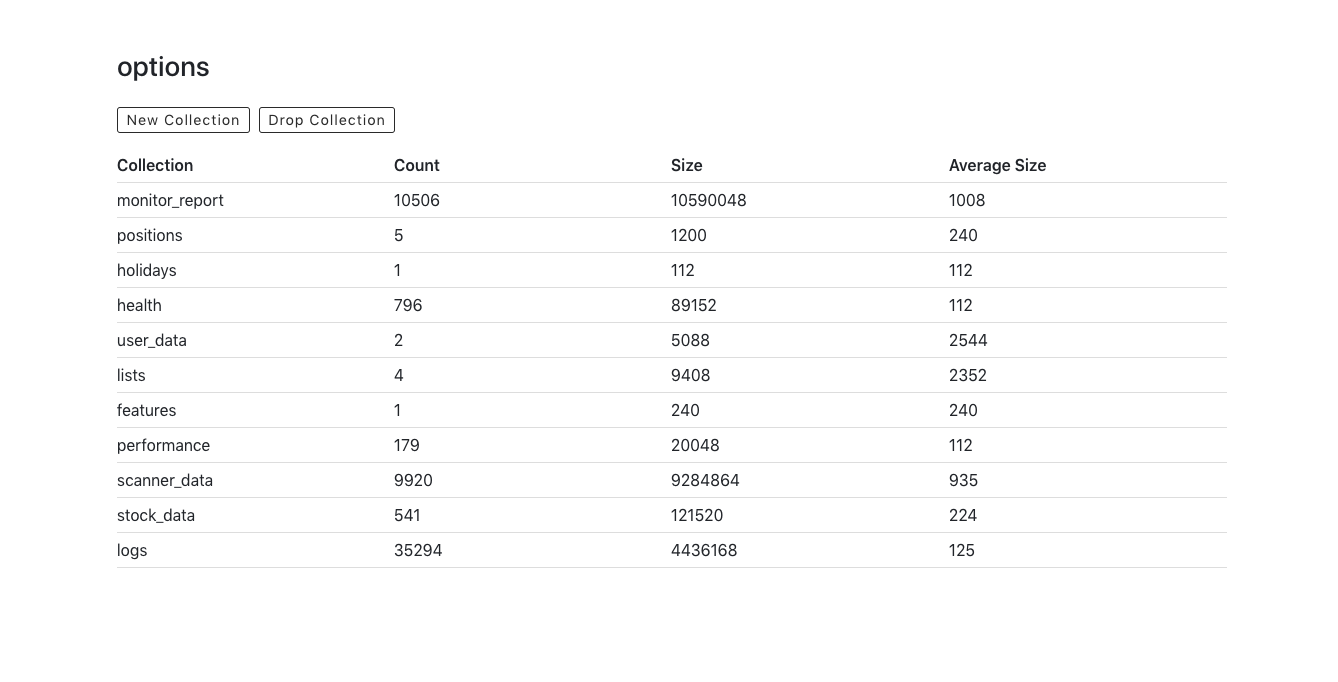 options
New Collection Drop Collection
Collection Count Size Average Size
monitor_report 10506 10590048 1008
positions 5 1200 240
holidays 1 112 112
health 796 89152 112
user_data 2 5088 2544
lists 4 9408 2352
features 1 240 240
performance 179 20048 112
scanner_data 9920 9284864 935
stock_data 541 121520 224
logs 35294 4436168 125